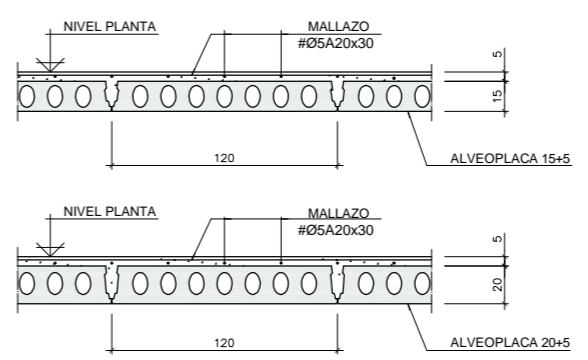 NIVEL PLANTA
MALLAZO
#Ø5A20x30
5
15
120
ALVEOPLACA 15+5
NIVEL PLANTA
MALLAZO
#Ø5A20x30
5
20
120
ALVEOPLACA 20+5